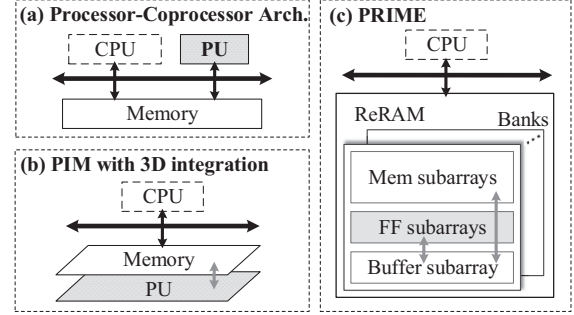 (a) Processor-Coprocessor Arch.
CPU
PU
Memory
(b) PIM with 3D integration
CPU
Memory
PU
(c) PRIME
CPU
ReRAM
Banks
Mem subarrays
FF subarrays
Buffer subarray